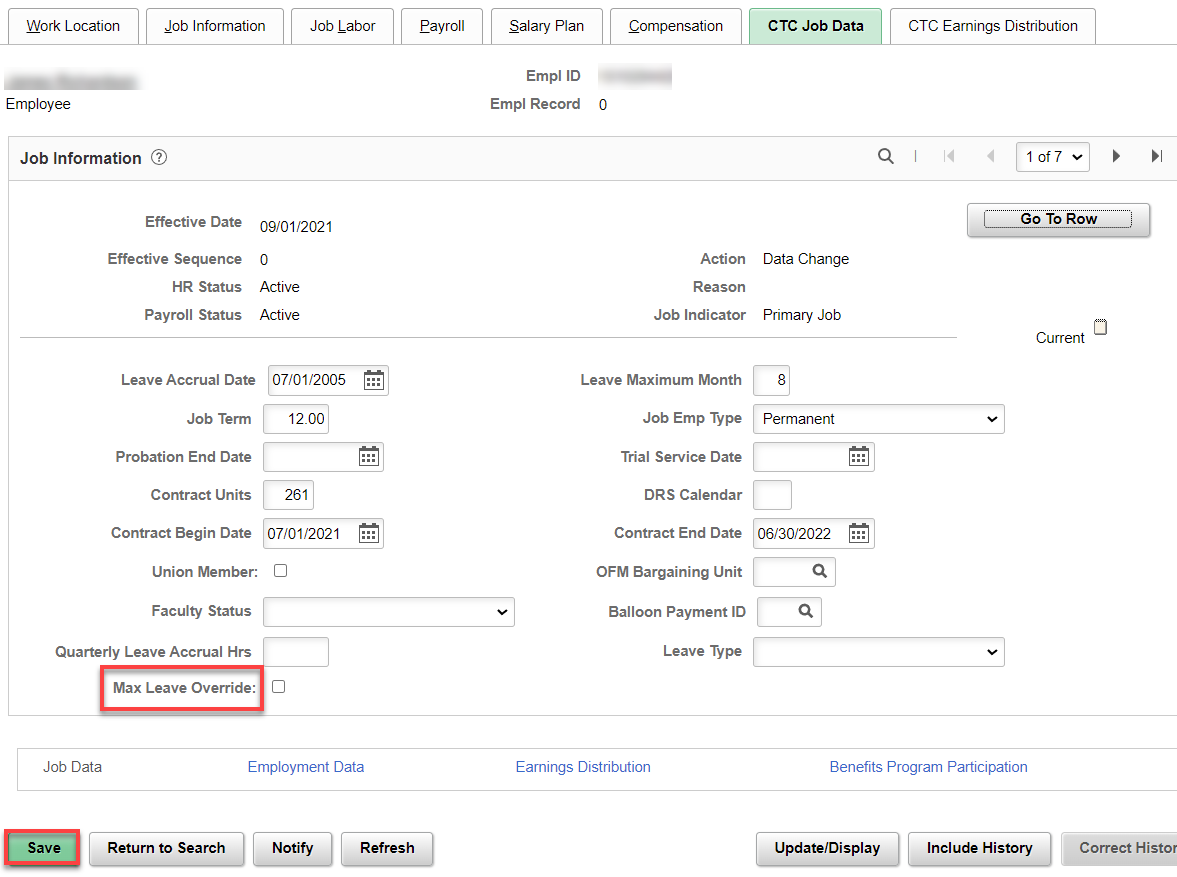 Work Location Job Information Job Labor Payroll Salary Plan Compensation CTC Job Data CTC Earnings Distribution
Empl ID
Employee Empl Record 0
Job Information ? 1 of 7
Effective Date 09/01/2021 Go To Row
Effective Sequence 0 Action Data Change
HR Status Active Reason
Payroll Status Active Job Indicator Primary Job
Current
Leave Accrual Date 07/01/2005 Leave Maximum Month 8
Job Term 12.00 Job Emp Type Permanent
Probation End Date Trial Service Date
Contract Units 261 DRS Calendar
Contract Begin Date 07/01/2021 Contract End Date 06/30/2022
Union Member: OFM Bargaining Unit
Faculty Status Balloon Payment ID
Quarterly Leave Accrual Hrs Leave Type
Max Leave Override:
Job Data Employment Data Earnings Distribution Benefits Program Participation
Save Return to Search Notify Refresh Update/Display Include History Correct Histor